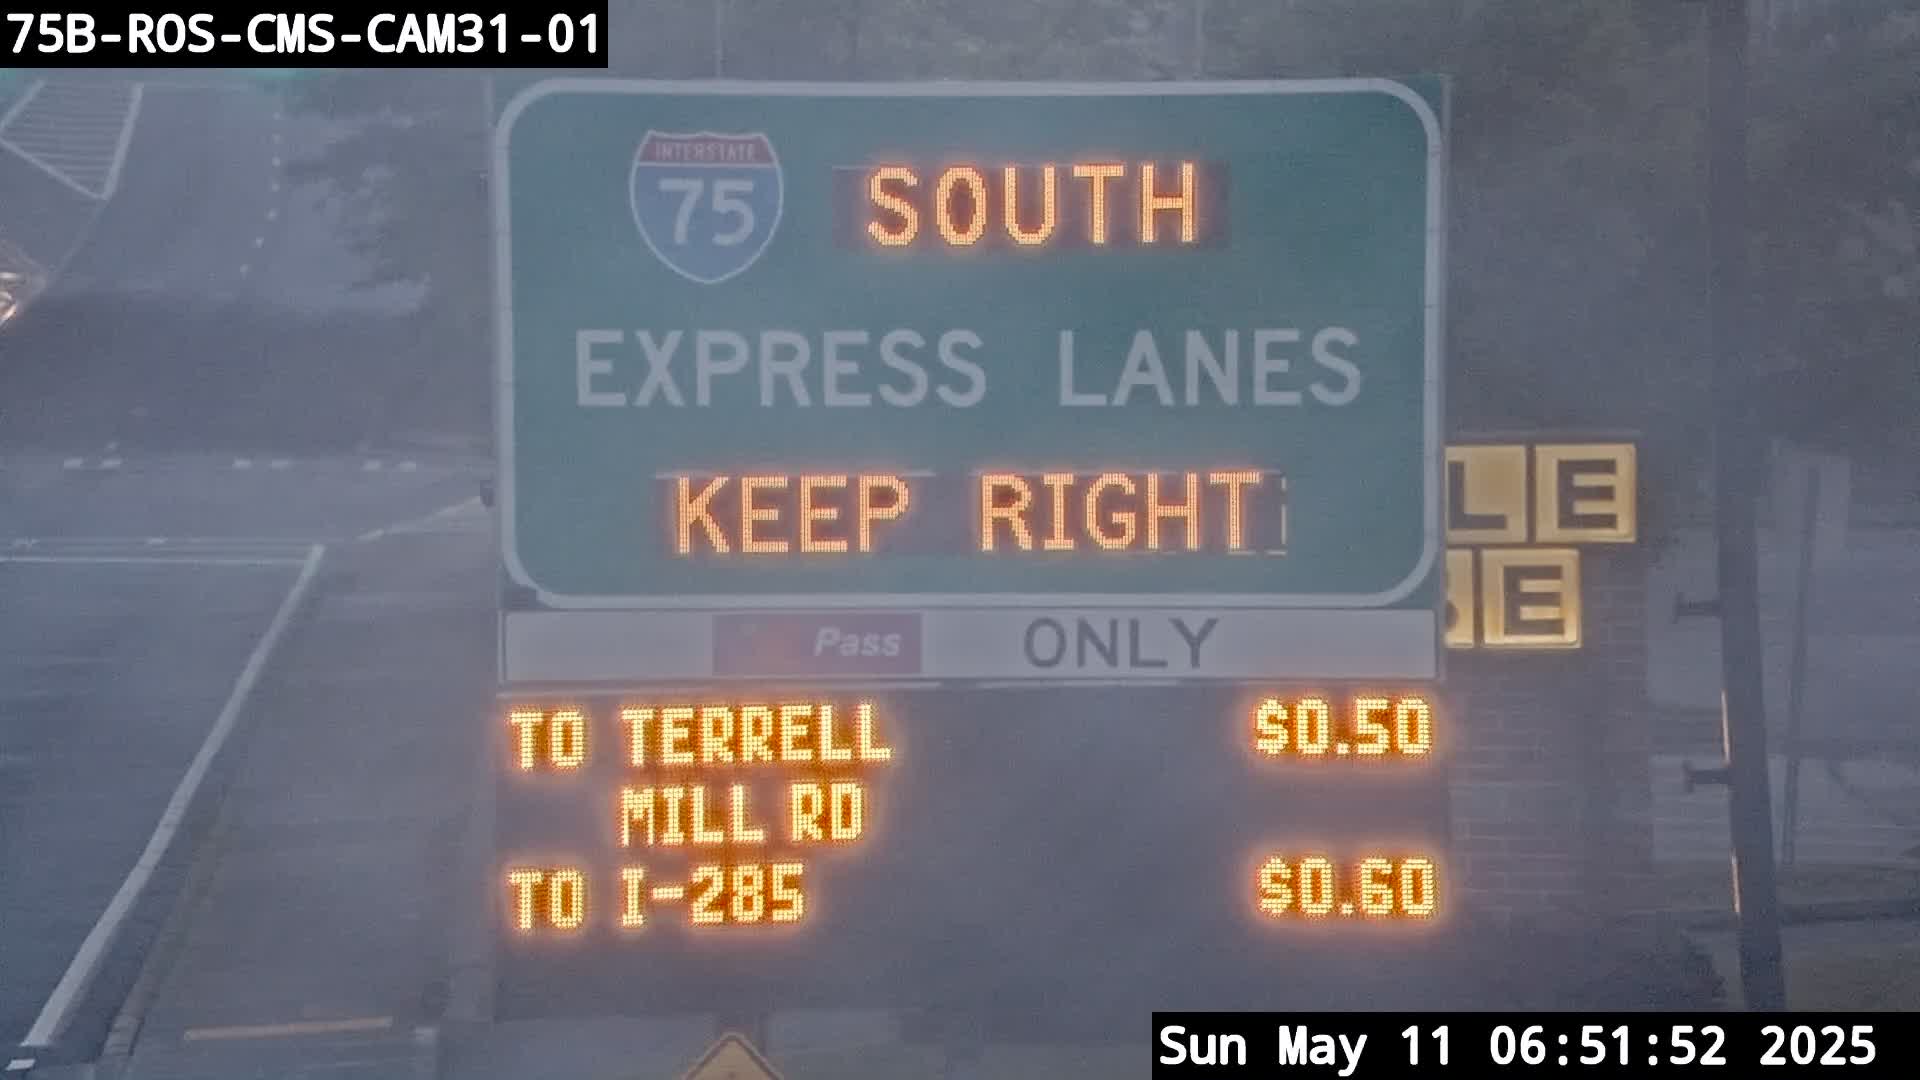 75B-ROS-CMS-CAM31-01
INTERSTATE
75
SOUTH
EXPRESS LANES
KEEP RIGHT
LE
E
Pass ONLY
TO TERRELL $0.50
MILL RD
TO I-285 $0.60
Sun May 11 06:51:52 2025